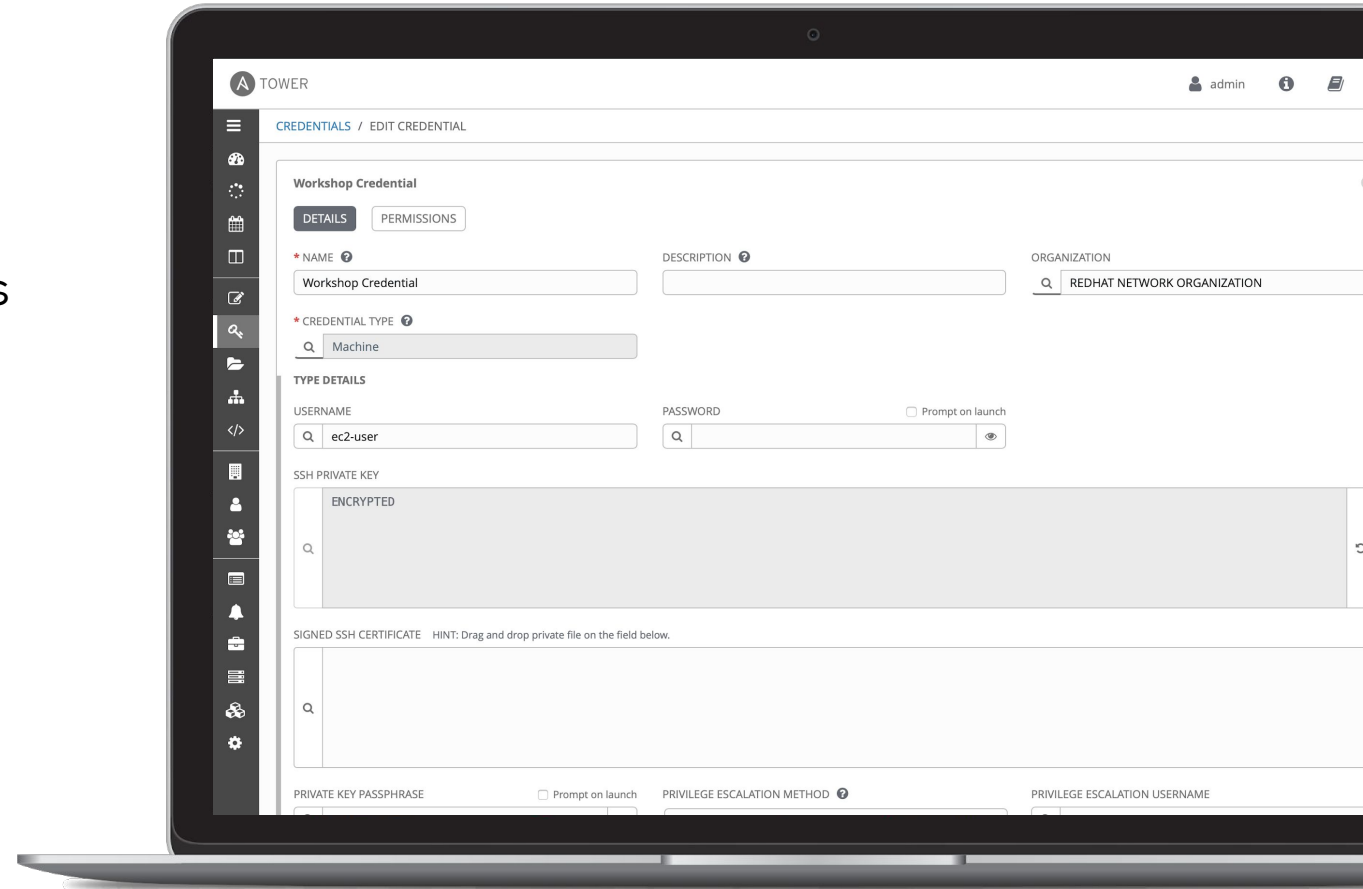 A TOWER
admin
CREDENTIALS / EDIT CREDENTIAL
Workshop Credential
DETAILS PERMISSIONS
* NAME ?
DESCRIPTION ?
ORGANIZATION
Workshop Credential
REDHAT NETWORK ORGANIZATION
* CREDENTIAL TYPE ?
Machine
TYPE DETAILS
USERNAME
PASSWORD
Prompt on launch
ec2-user
SSH PRIVATE KEY
ENCRYPTED
SIGNED SSH CERTIFICATE HINT: Drag and drop private file on the field below.
PRIVATE KEY PASSPHRASE
Prompt on launch
PRIVILEGE ESCALATION METHOD ?
PRIVILEGE ESCALATION USERNAME